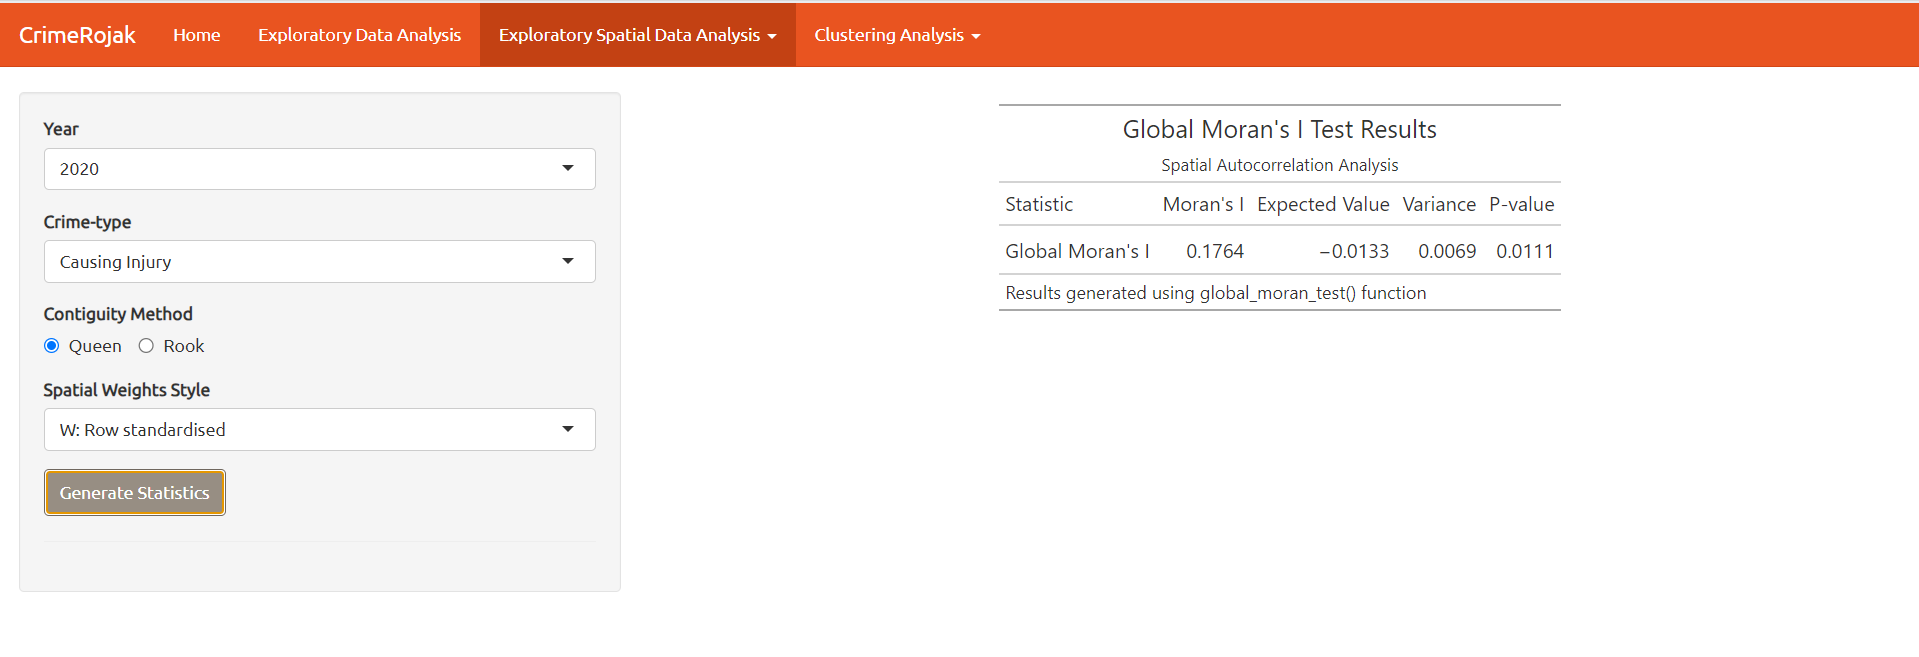 CrimeRojak Home Exploratory Data Analysis Exploratory Spatial Data Analysis Clustering Analysis
Year
2020
Crime-type
Causing Injury
Contiguity Method
Queen Rook
Spatial Weights Style
W: Row standardised
Generate Statistics
Global Moran's I Test Results
Spatial Autocorrelation Analysis
Statistic Moran's I Expected Value Variance P-value
Global Moran's I 0.1764 −0.0133 0.0069 0.0111
Results generated using global_moran_test() function